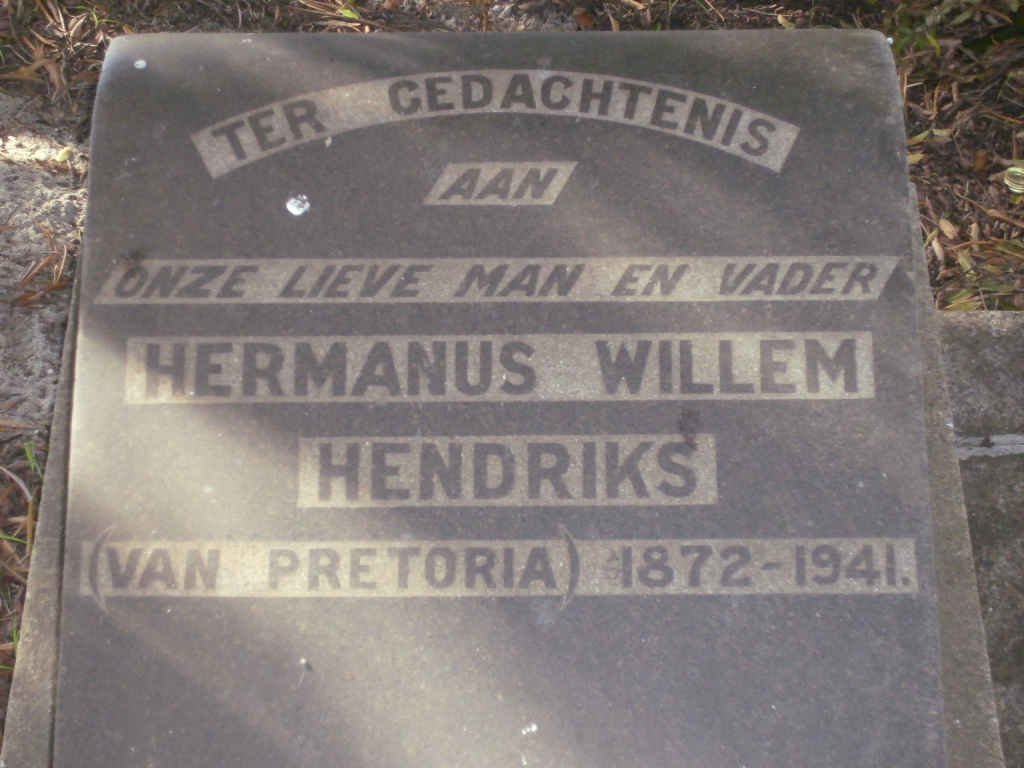 TER GEDACHTENIS
AAN
ONZE LIEVE MAN EN VADER
HERMANUS WILLEM
HENDRIKS
(VAN PRETORIA) 1872-1941.